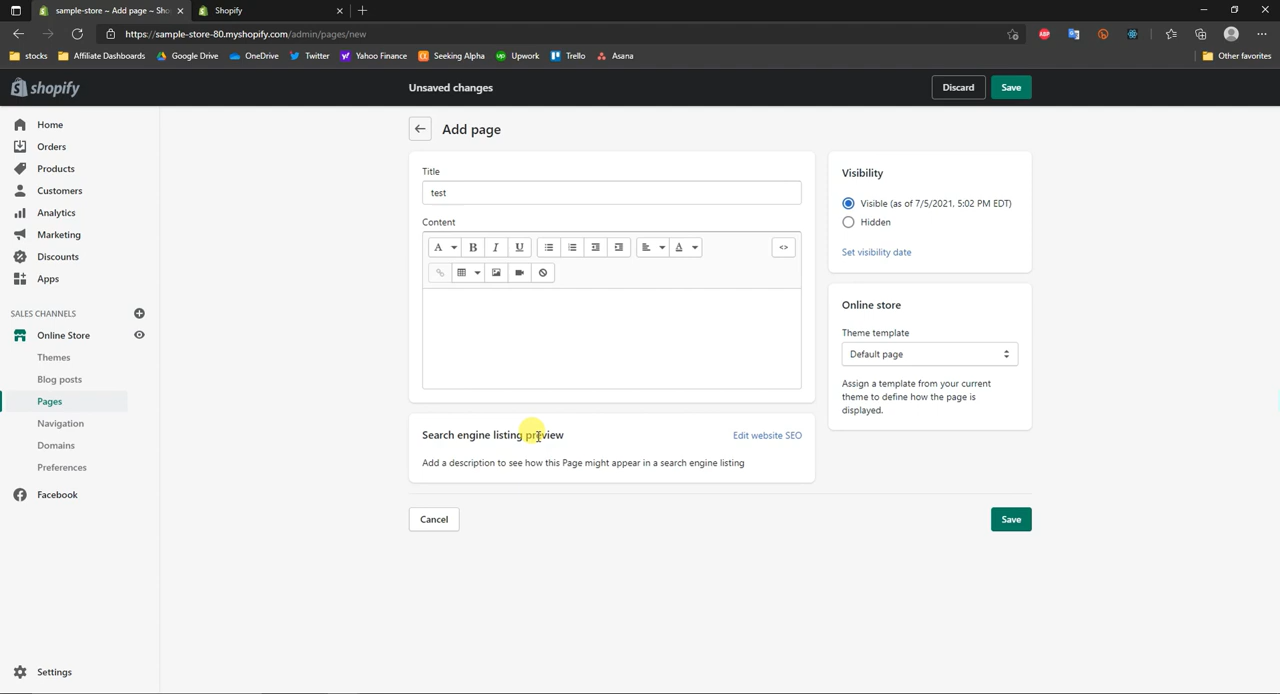 sample-store ~ Add page ~ Sho
Shopify
https://sample-store-80.myshopify.com/admin/pages/new
stocks
Affiliate Dashboards
Google Drive
OneDrive
Twitter
Yahoo Finance
Seeking Alpha
Upwork
Trello
Asana
Other favorites
shopify
Unsaved changes
Discard
Save
Home
Orders
Products
Customers
Analytics
Marketing
Discounts
Apps
SALES CHANNELS
Online Store
Themes
Blog posts
Pages
Navigation
Domains
Preferences
Facebook
Settings
Add page
Title
test
Content
A
B
I
U
A
<>
Search engine listing preview
Edit website SEO
Add a description to see how this Page might appear in a search engine listing
Cancel
Save
Visibility
Visible (as of 7/5/2021, 5:02 PM EDT)
Hidden
Set visibility date
Online store
Theme template
Default page
Assign a template from your current
theme to define how the page is
displayed.